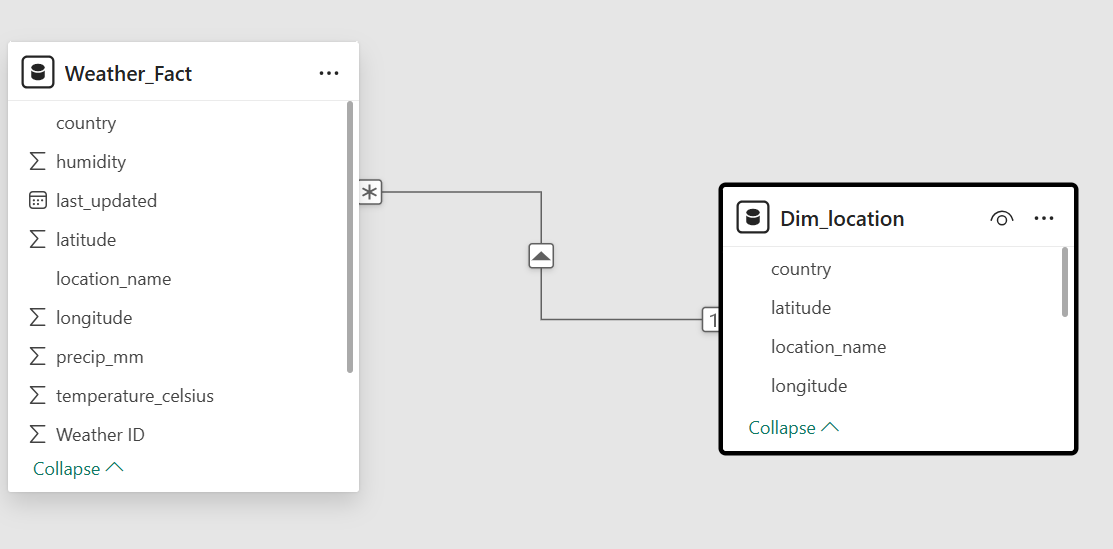 Weather_Fact
country
humidity
last_updated
latitude
location_name
longitude
precip_mm
temperature_celsius
Weather ID
Collapse
*
1
Dim_location
country
latitude
location_name
longitude
Collapse